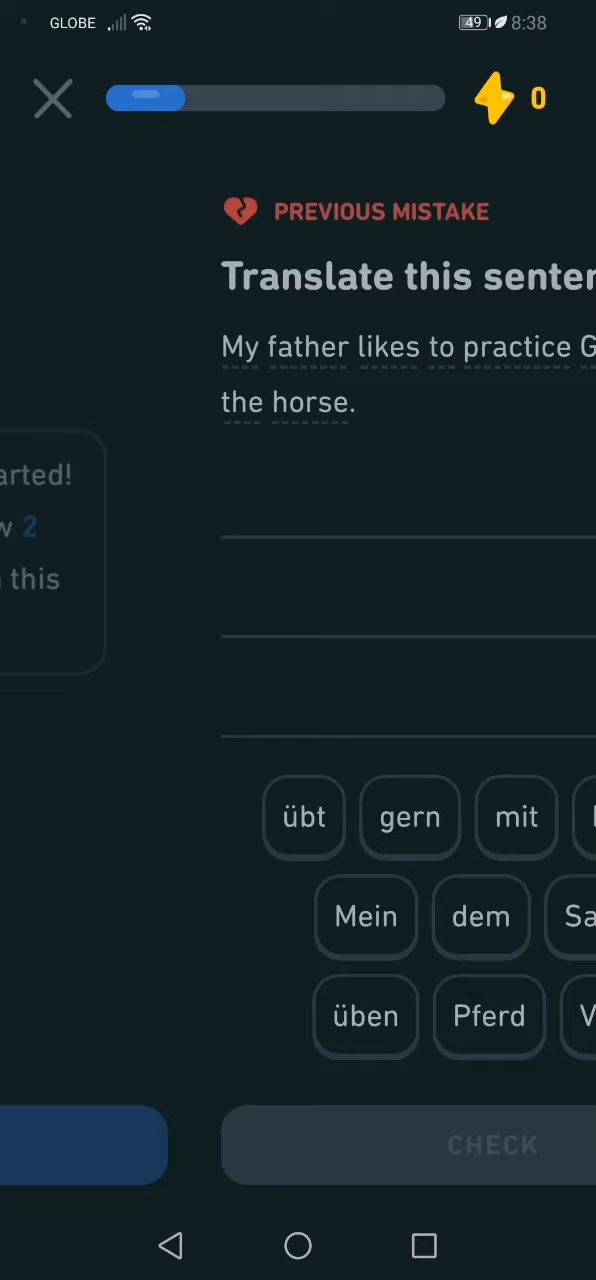 GLOBE 49 8:38
0
PREVIOUS MISTAKE
Translate this senten
My father likes to practice G
the horse.
arted!
w 2
this
übt gern mit
Mein dem Sa
üben Pferd V
CHECK